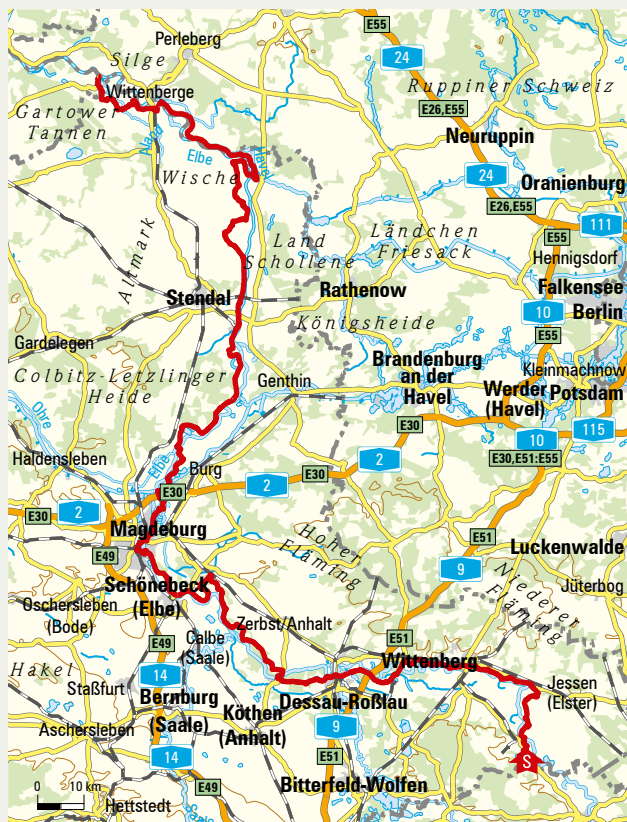 E55
Perleberg
24
Silge
Ruppiner Schweiz
Wittenberge
E26,E55
Gartower
Tannen
Aland
Neuruppin
Elbe
Havel
24
Wische
Oranienburg
E26,E55
111
E55
Land
Schollene
Ländchen
Friesack
Hennigsdorf
Altmark
Falkensee
Stendal
Rathenow
10
Berlin
Königsheide
E55
Gardelegen
Brandenburg
an der
Havel
Kleinmachnow
Colbitz-Letzlinger
Heide
Genthin
Werder
(Havel)
Potsdam
Ohre
E30
115
10
Elbe
2
E30,E51:E55
Haldensleben
Burg
2
E30
E30
2
E30
Magdeburg
E51
Hoher
Fläming
Luckenwalde
E49
9
Schönebeck
(Elbe)
Niederer
Fläming
Jüterbog
Oschersleben
(Bode)
Zerbst/Anhalt
E49
Calbe
(Saale)
E51
Wittenberg
Hakel
14
Jessen
(Elster)
Staßfurt
Bernburg
(Saale)
Dessau-Roßlau
Köthen
(Anhalt)
9
Aschersleben
14
E51
S
Bitterfeld-Wolfen
0 10 km
E49
Hettstedt
Saale